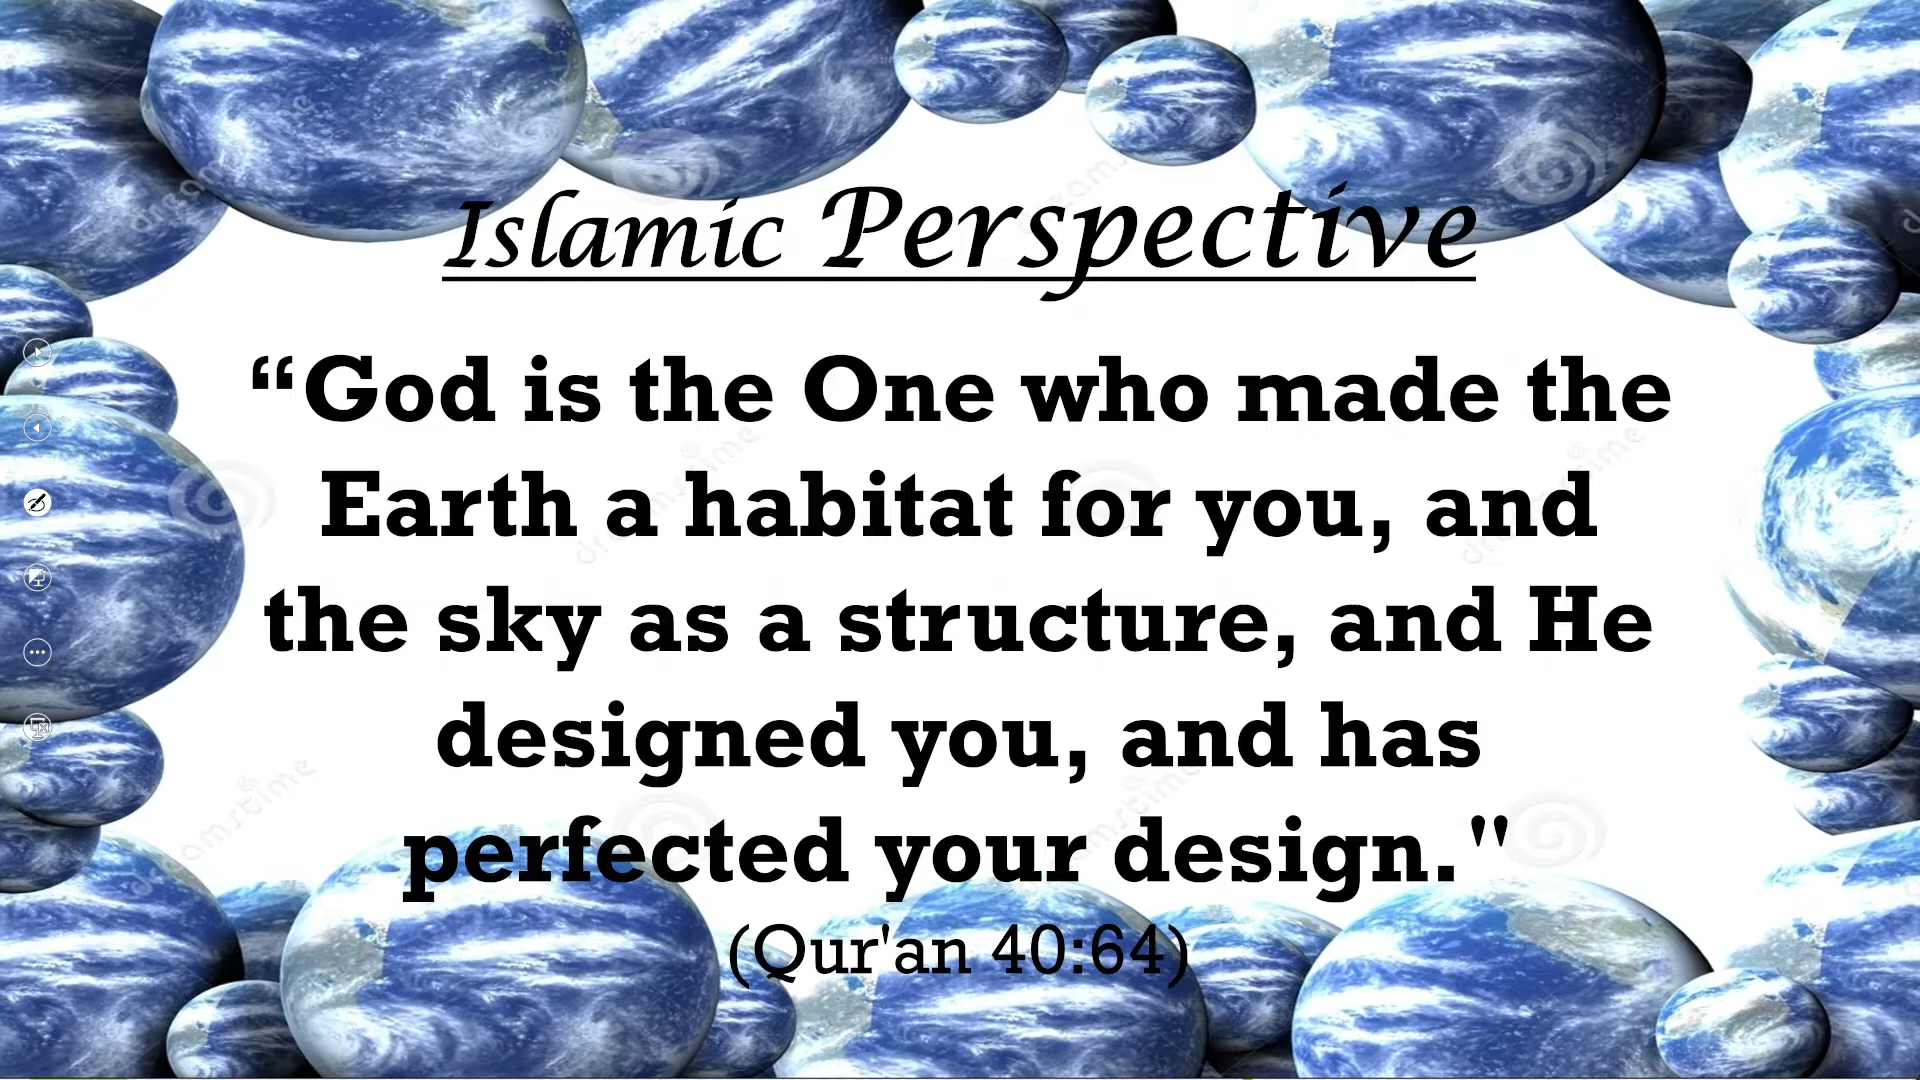 Islamic Perspective
“God is the One who made the
Earth a habitat for you, and
the sky as a structure, and He
designed you, and has
perfected your design."
(Qur'an 40:64)
dreamstime